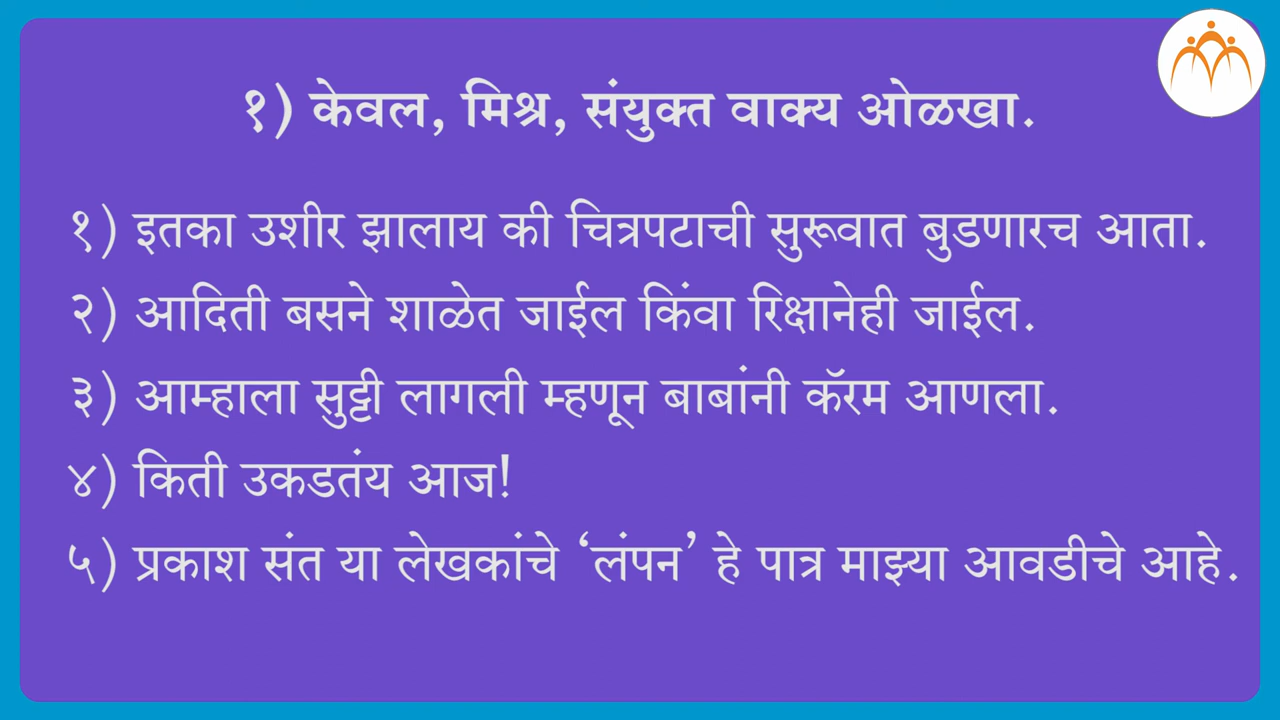 १) केवल, मिश्र, संयुक्त वाक्य ओळखा.
१) इतका उशीर झालाय की चित्रपटाची सुरूवात बुडणारच आता.
२) आदिती बसने शाळेत जाईल किंवा रिक्षानेही जाईल.
३) आम्हाला सुट्टी लागली म्हणून बाबांनी कॅरम आणला.
४) किती उकडतंय आज!
५) प्रकाश संत या लेखकांचे ‘लंपन’ हे पात्र माझ्या आवडीचे आहे.